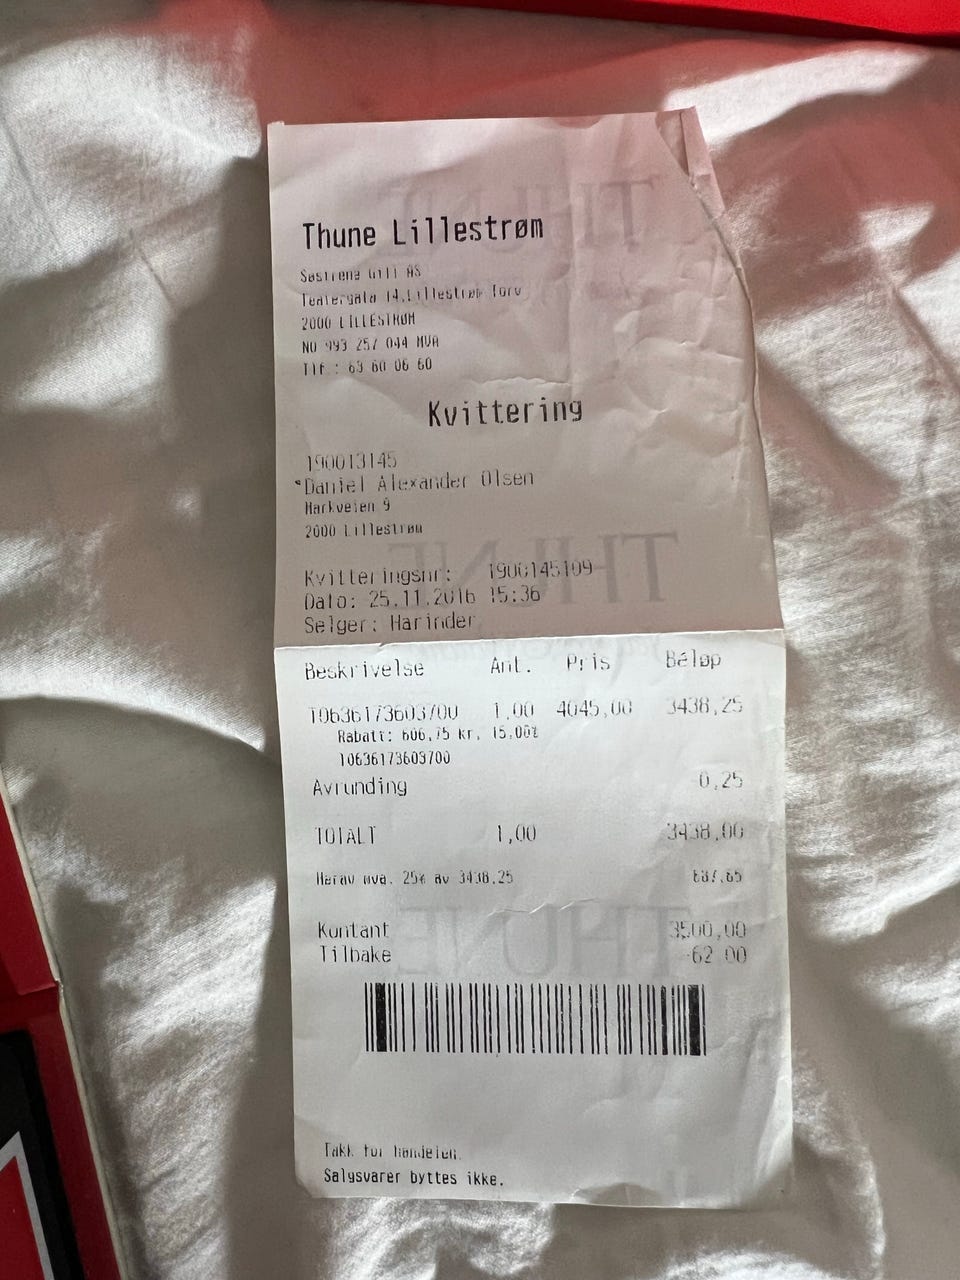 Thune Lillestrøm
Søstrene Gill AS
Teatergata 14,Lillestrøm Torv
2000 LILLESTRØM
NO 993 257 044 MVA
Tlf : 63 80 06 60
Kvittering
190013145
Daniel Alexander Olsen
Markveien 9
2000 Lillestrøm
Kvitteringsnr: 1900145109
Dato: 25.11.2016 15:36
Selger: Harinder
Beskrivelse Ant. Pris Beløp
10636173603700 1,00 4045,00 3438,25
Rabatt: 606,75 kr, 15,00%
10636173603700
Avrunding -0,25
TOTALT 1,00 3438,00
Herav mva. 25% av 3438,25 687,65
Kontant 3500,00
Tilbake -62,00
Takk for handelen.
Salgsvarer byttes ikke.